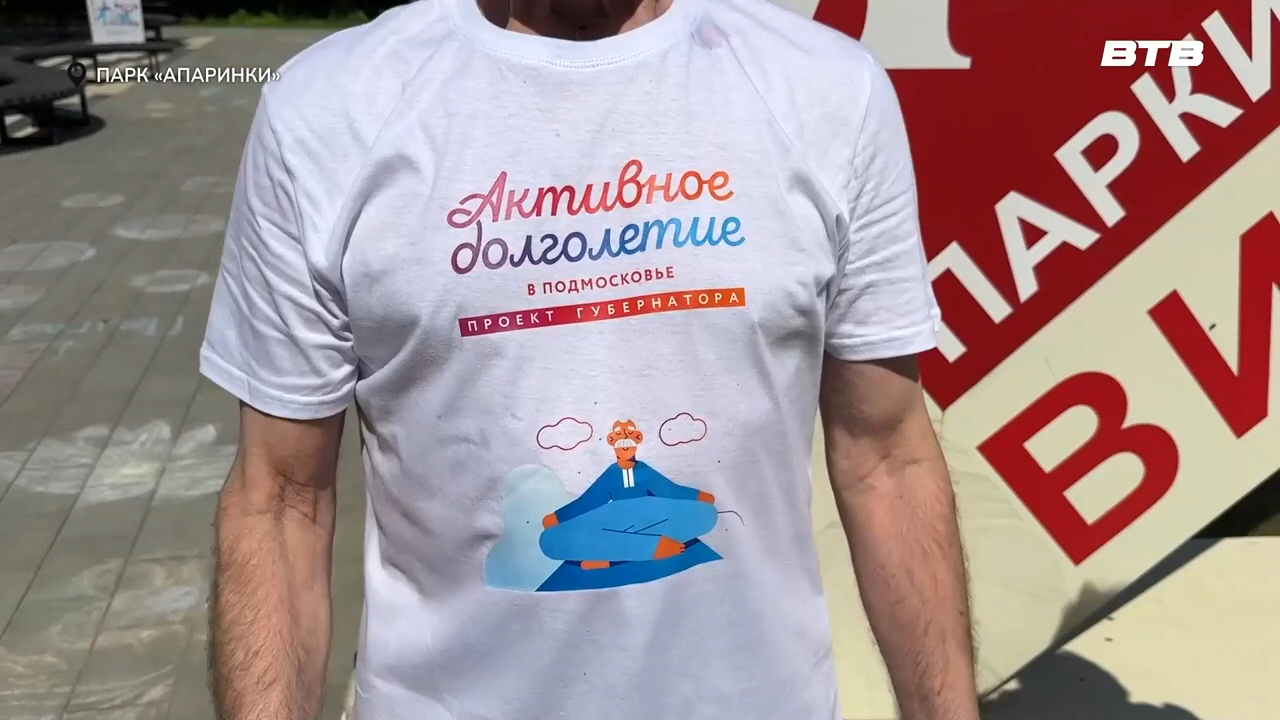 ВТВ
ПАРК «АПАРИНКИ»
Активное
долголетие
В ПОДМОСКОВЬЕ
ПРОЕКТ ГУБЕРНАТОРА
ПАРКИ
ВИ